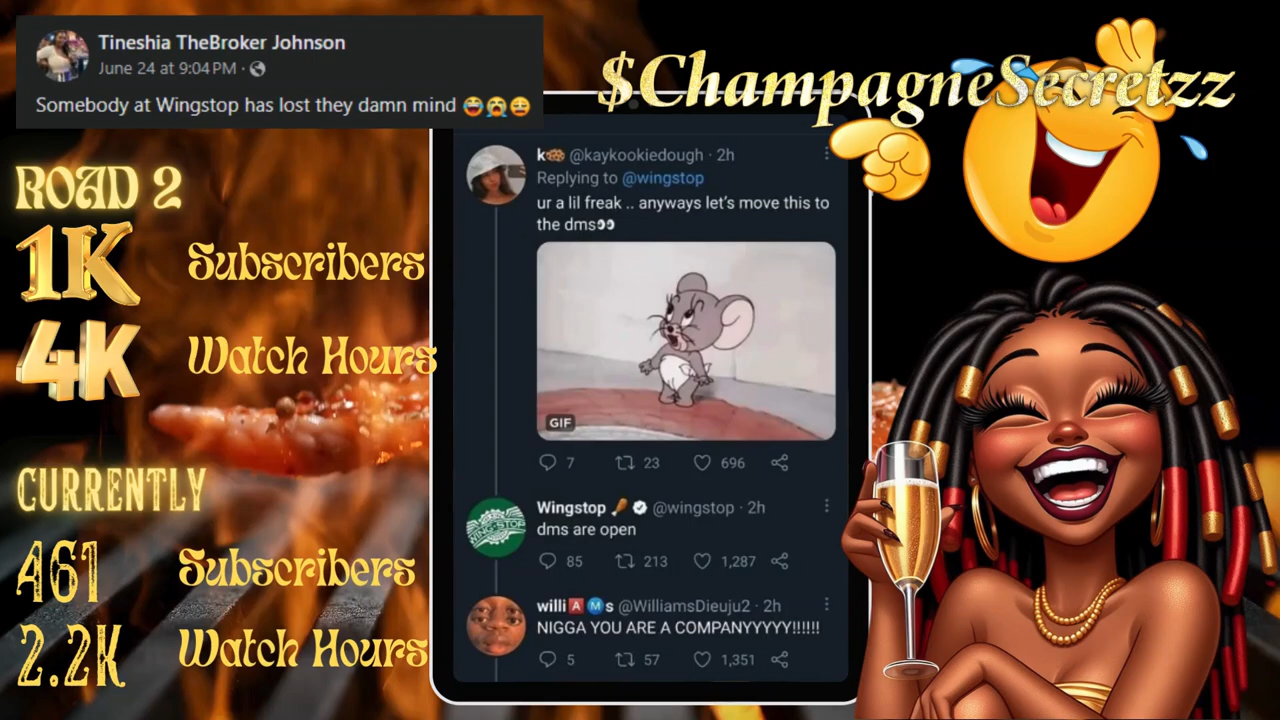 Tineshia TheBroker Johnson
June 24 at 9:04 PM ·
Somebody at Wingstop has lost they damn mind 😂😭🤩
$ChampagneSecretzz
ROAD 2
1K Subscribers
4K Watch Hours
CURRENTLY
461 Subscribers
2.2K Watch Hours
k🍪 @kaykookiedough · 2h
Replying to @wingstop
ur a lil freak .. anyways let's move this to
the dms👀
GIF
7 23 696
Wingstop 🍗 @wingstop · 2h
dms are open
85 213 1,287
WINGSTOP
willi🅰️Ⓜ️s @WilliamsDieuju2 · 2h
NIGGA YOU ARE A COMPANYYYYY!!!!!!
5 57 1,351